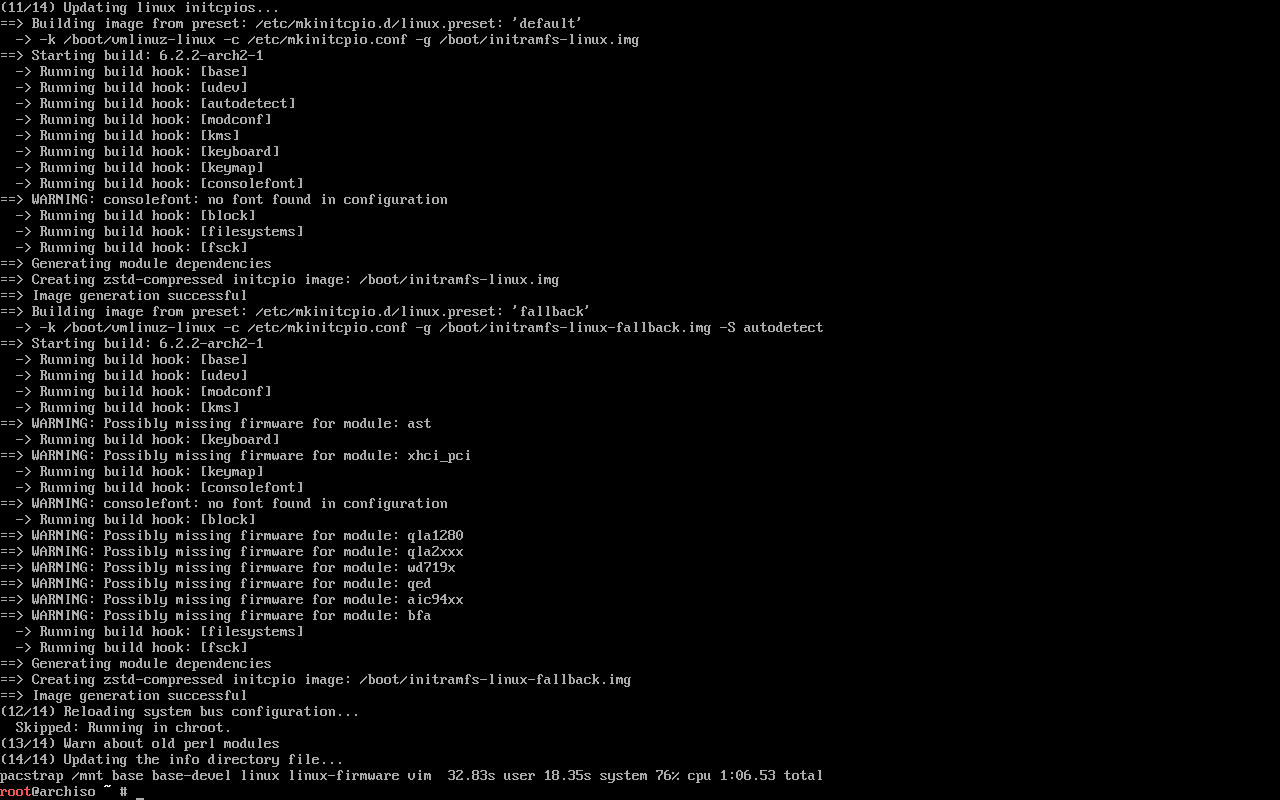 (11/14) Updating linux initcpios...
==> Building image from preset: /etc/mkinitcpio.d/linux.preset: 'default'
  -> -k /boot/vmlinuz-linux -c /etc/mkinitcpio.conf -g /boot/initramfs-linux.img
==> Starting build: 6.2.2-arch2-1
  -> Running build hook: [base]
  -> Running build hook: [udev]
  -> Running build hook: [autodetect]
  -> Running build hook: [modconf]
  -> Running build hook: [kms]
  -> Running build hook: [keyboard]
  -> Running build hook: [keymap]
  -> Running build hook: [consolefont]
==> WARNING: consolefont: no font found in configuration
  -> Running build hook: [block]
  -> Running build hook: [filesystems]
  -> Running build hook: [fsck]
==> Generating module dependencies
==> Creating zstd-compressed initcpio image: /boot/initramfs-linux.img
==> Image generation successful
==> Building image from preset: /etc/mkinitcpio.d/linux.preset: 'fallback'
  -> -k /boot/vmlinuz-linux -c /etc/mkinitcpio.conf -g /boot/initramfs-linux-fallback.img -S autodetect
==> Starting build: 6.2.2-arch2-1
  -> Running build hook: [base]
  -> Running build hook: [udev]
  -> Running build hook: [modconf]
  -> Running build hook: [kms]
==> WARNING: Possibly missing firmware for module: ast
  -> Running build hook: [keyboard]
==> WARNING: Possibly missing firmware for module: xhci_pci
  -> Running build hook: [keymap]
  -> Running build hook: [consolefont]
==> WARNING: consolefont: no font found in configuration
  -> Running build hook: [block]
==> WARNING: Possibly missing firmware for module: qla1280
==> WARNING: Possibly missing firmware for module: qla2xxx
==> WARNING: Possibly missing firmware for module: wd719x
==> WARNING: Possibly missing firmware for module: qed
==> WARNING: Possibly missing firmware for module: aic94xx
==> WARNING: Possibly missing firmware for module: bfa
  -> Running build hook: [filesystems]
  -> Running build hook: [fsck]
==> Generating module dependencies
==> Creating zstd-compressed initcpio image: /boot/initramfs-linux-fallback.img
==> Image generation successful
(12/14) Reloading system bus configuration...
  Skipped: Running in chroot.
(13/14) Warn about old perl modules
(14/14) Updating the info directory file...
pacstrap /mnt base base-devel linux linux-firmware vim  32.83s user 18.35s system 76% cpu 1:06.53 total
root@archiso ~ # _